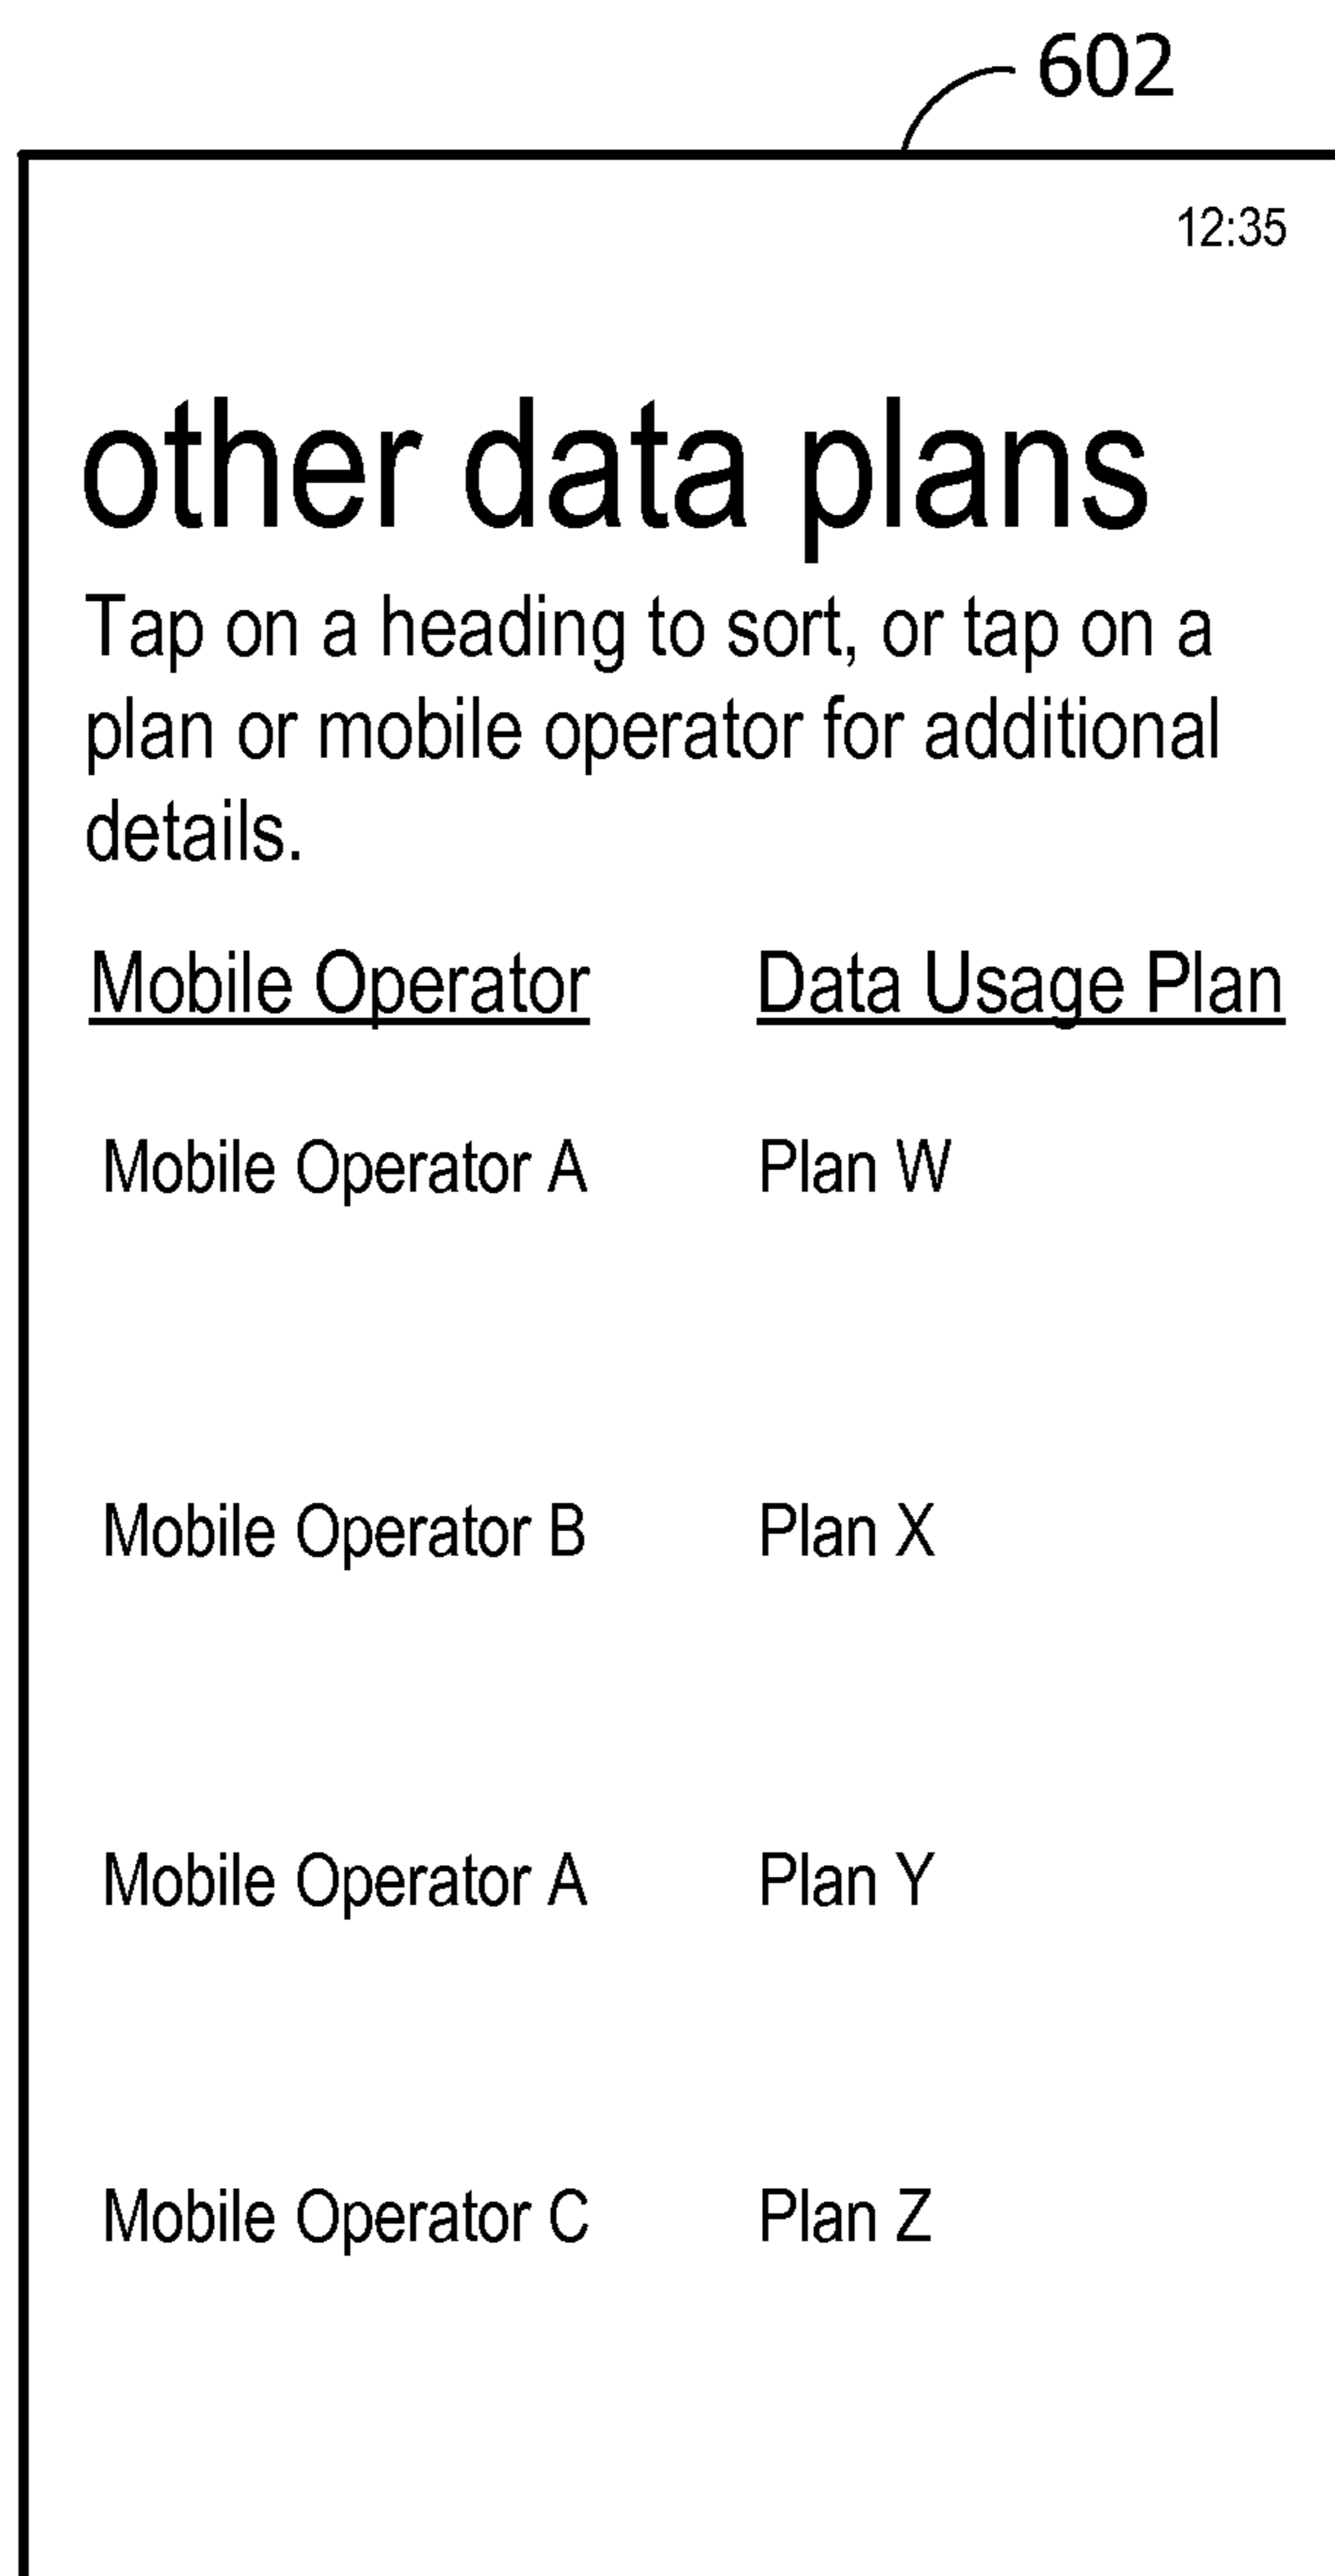 602
12:35
other data plans
Tap on a heading to sort, or tap on a
plan or mobile operator for additional
details.
Mobile Operator Data Usage Plan
Mobile Operator A Plan W
Mobile Operator B Plan X
Mobile Operator A Plan Y
Mobile Operator C Plan Z